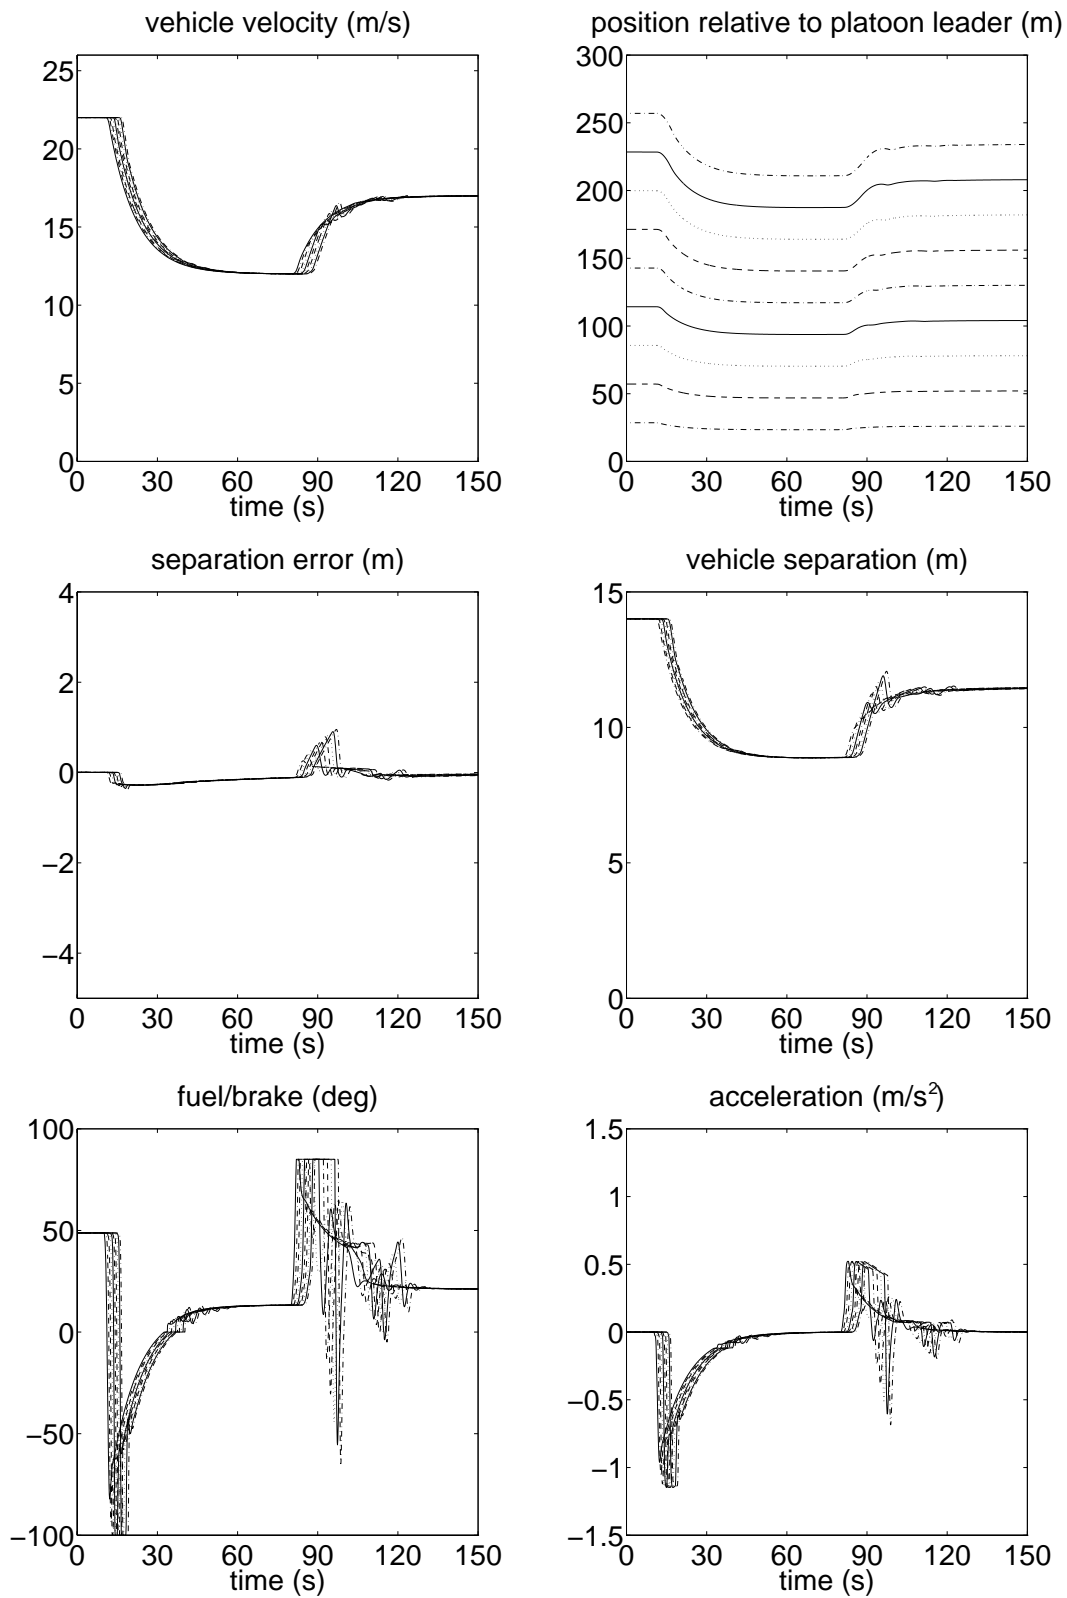 vehicle velocity (m/s)
25
20
15
10
5
0
0 30 60 90 120 150
time (s)
position relative to platoon leader (m)
300
250
200
150
100
50
0
0 30 60 90 120 150
time (s)
separation error (m)
4
2
0
−2
−4
0 30 60 90 120 150
time (s)
vehicle separation (m)
15
10
5
0
0 30 60 90 120 150
time (s)
fuel/brake (deg)
100
50
0
−50
−100
0 30 60 90 120 150
time (s)
acceleration (m/s²)
1.5
1
0.5
0
−0.5
−1
−1.5
0 30 60 90 120 150
time (s)